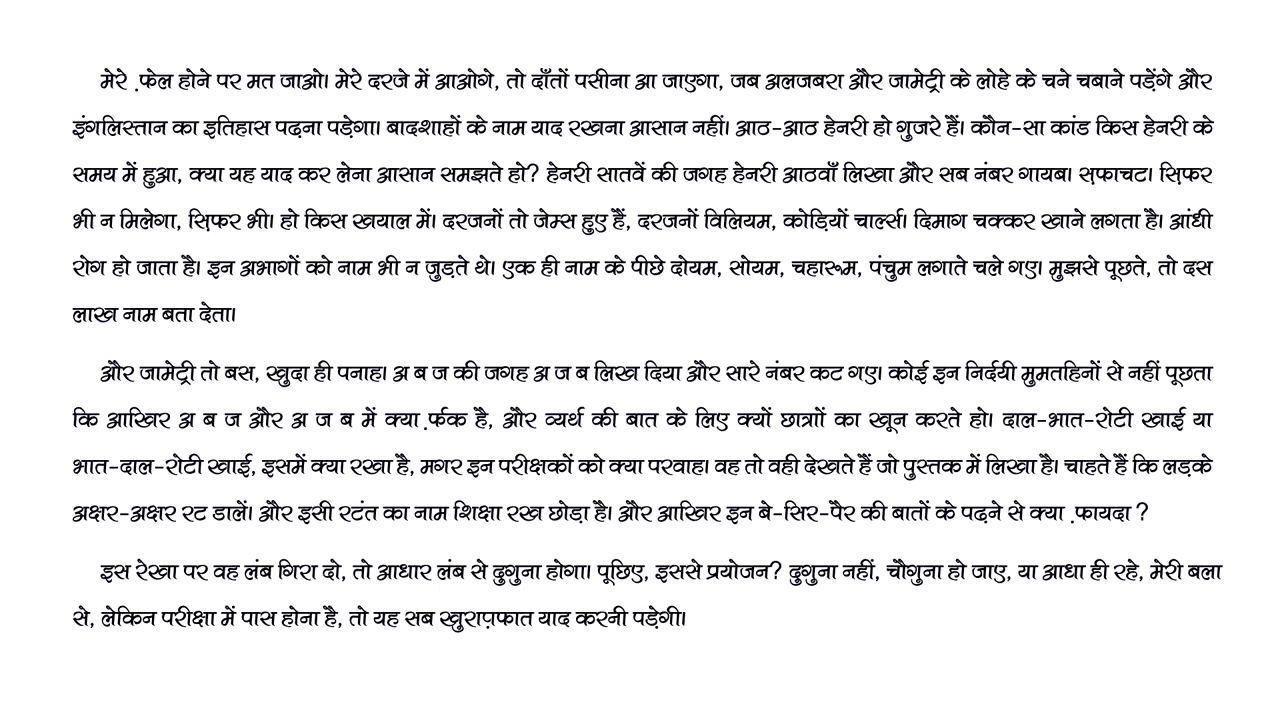 मेरे .फेल होने पर मत जाओ। मेरे दरजे में आओगे, तो दाँतों पसीना आ जाएगा, जब अलजबरा और जामेट्री के लोहे के चने चबाने पड़ेंगे और
इंगलिस्तान का इतिहास पढ़ना पड़ेगा। बादशाहों के नाम याद रखना आसान नहीं। आठ-आठ हेनरी हो गुजरे हैं। कौन-सा कांड किस हेनरी के
समय में हुआ, क्या यह याद कर लेना आसान समझते हो? हेनरी सातवें की जगह हेनरी आठवाँ लिखा और सब नंबर गायब। सफ़ाचट। सिफ़र
भी न मिलेगा, सिफ़र भी। हो किस खयाल में। दरजनों तो जेम्स हुए हैं, दरजनों विलियम, कोड़ियों चार्ल्स। दिमाग चक्कर खाने लगता है। आंधी
रोग हो जाता है। इन अभागों को नाम भी न जुड़ते थे। एक ही नाम के पीछे दोयम, सोयम, चहारूम, पंचुम लगाते चले गए। मुझसे पूछते, तो दस
लाख नाम बता देता।
और जामेट्री तो बस, खुदा ही पनाह। अ ब ज की जगह अ ज ब लिख दिया और सारे नंबर कट गए। कोई इन निर्दयी मुमतहिनों से नहीं पूछता
कि आखिर अ ब ज और अ ज ब में क्या .र्फक है, और व्यर्थ की बात के लिए क्यों छात्राों का खून करते हो। दाल-भात-रोटी खाई या
भात-दाल-रोटी खाई, इसमें क्या रखा है, मगर इन परीक्षकों को क्या परवाह। वह तो वही देखते हैं जो पुस्तक में लिखा है। चाहते हैं कि लड़के
अक्षर-अक्षर रट डालें। और इसी रटंत का नाम शिक्षा रख छोड़ा है। और आखिर इन बे-सिर-पैर की बातों के पढ़ने से क्या .फायदा ?
इस रेखा पर वह लंब गिरा दो, तो आधार लंब से दुगुना होगा। पूछिए, इससे प्रयोजन? दुगुना नहीं, चौगुना हो जाए, या आधा ही रहे, मेरी बला
से, लेकिन परीक्षा में पास होना है, तो यह सब खुराप़फात याद करनी पड़ेगी।